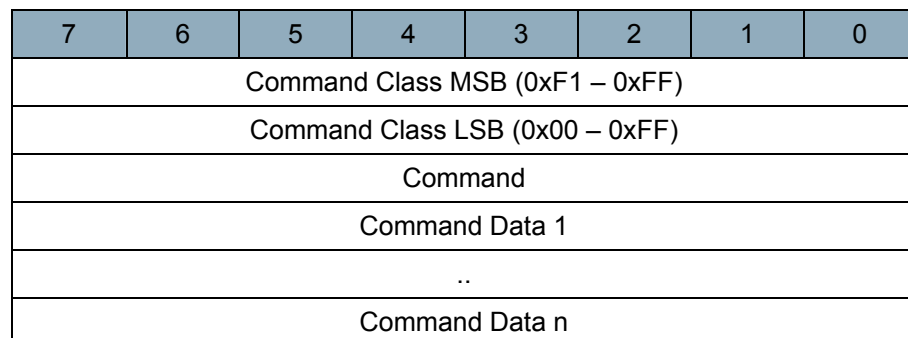 7 6 5 4 3 2 1 0
Command Class MSB (0xF1 – 0xFF)
Command Class LSB (0x00 – 0xFF)
Command
Command Data 1
..
Command Data n